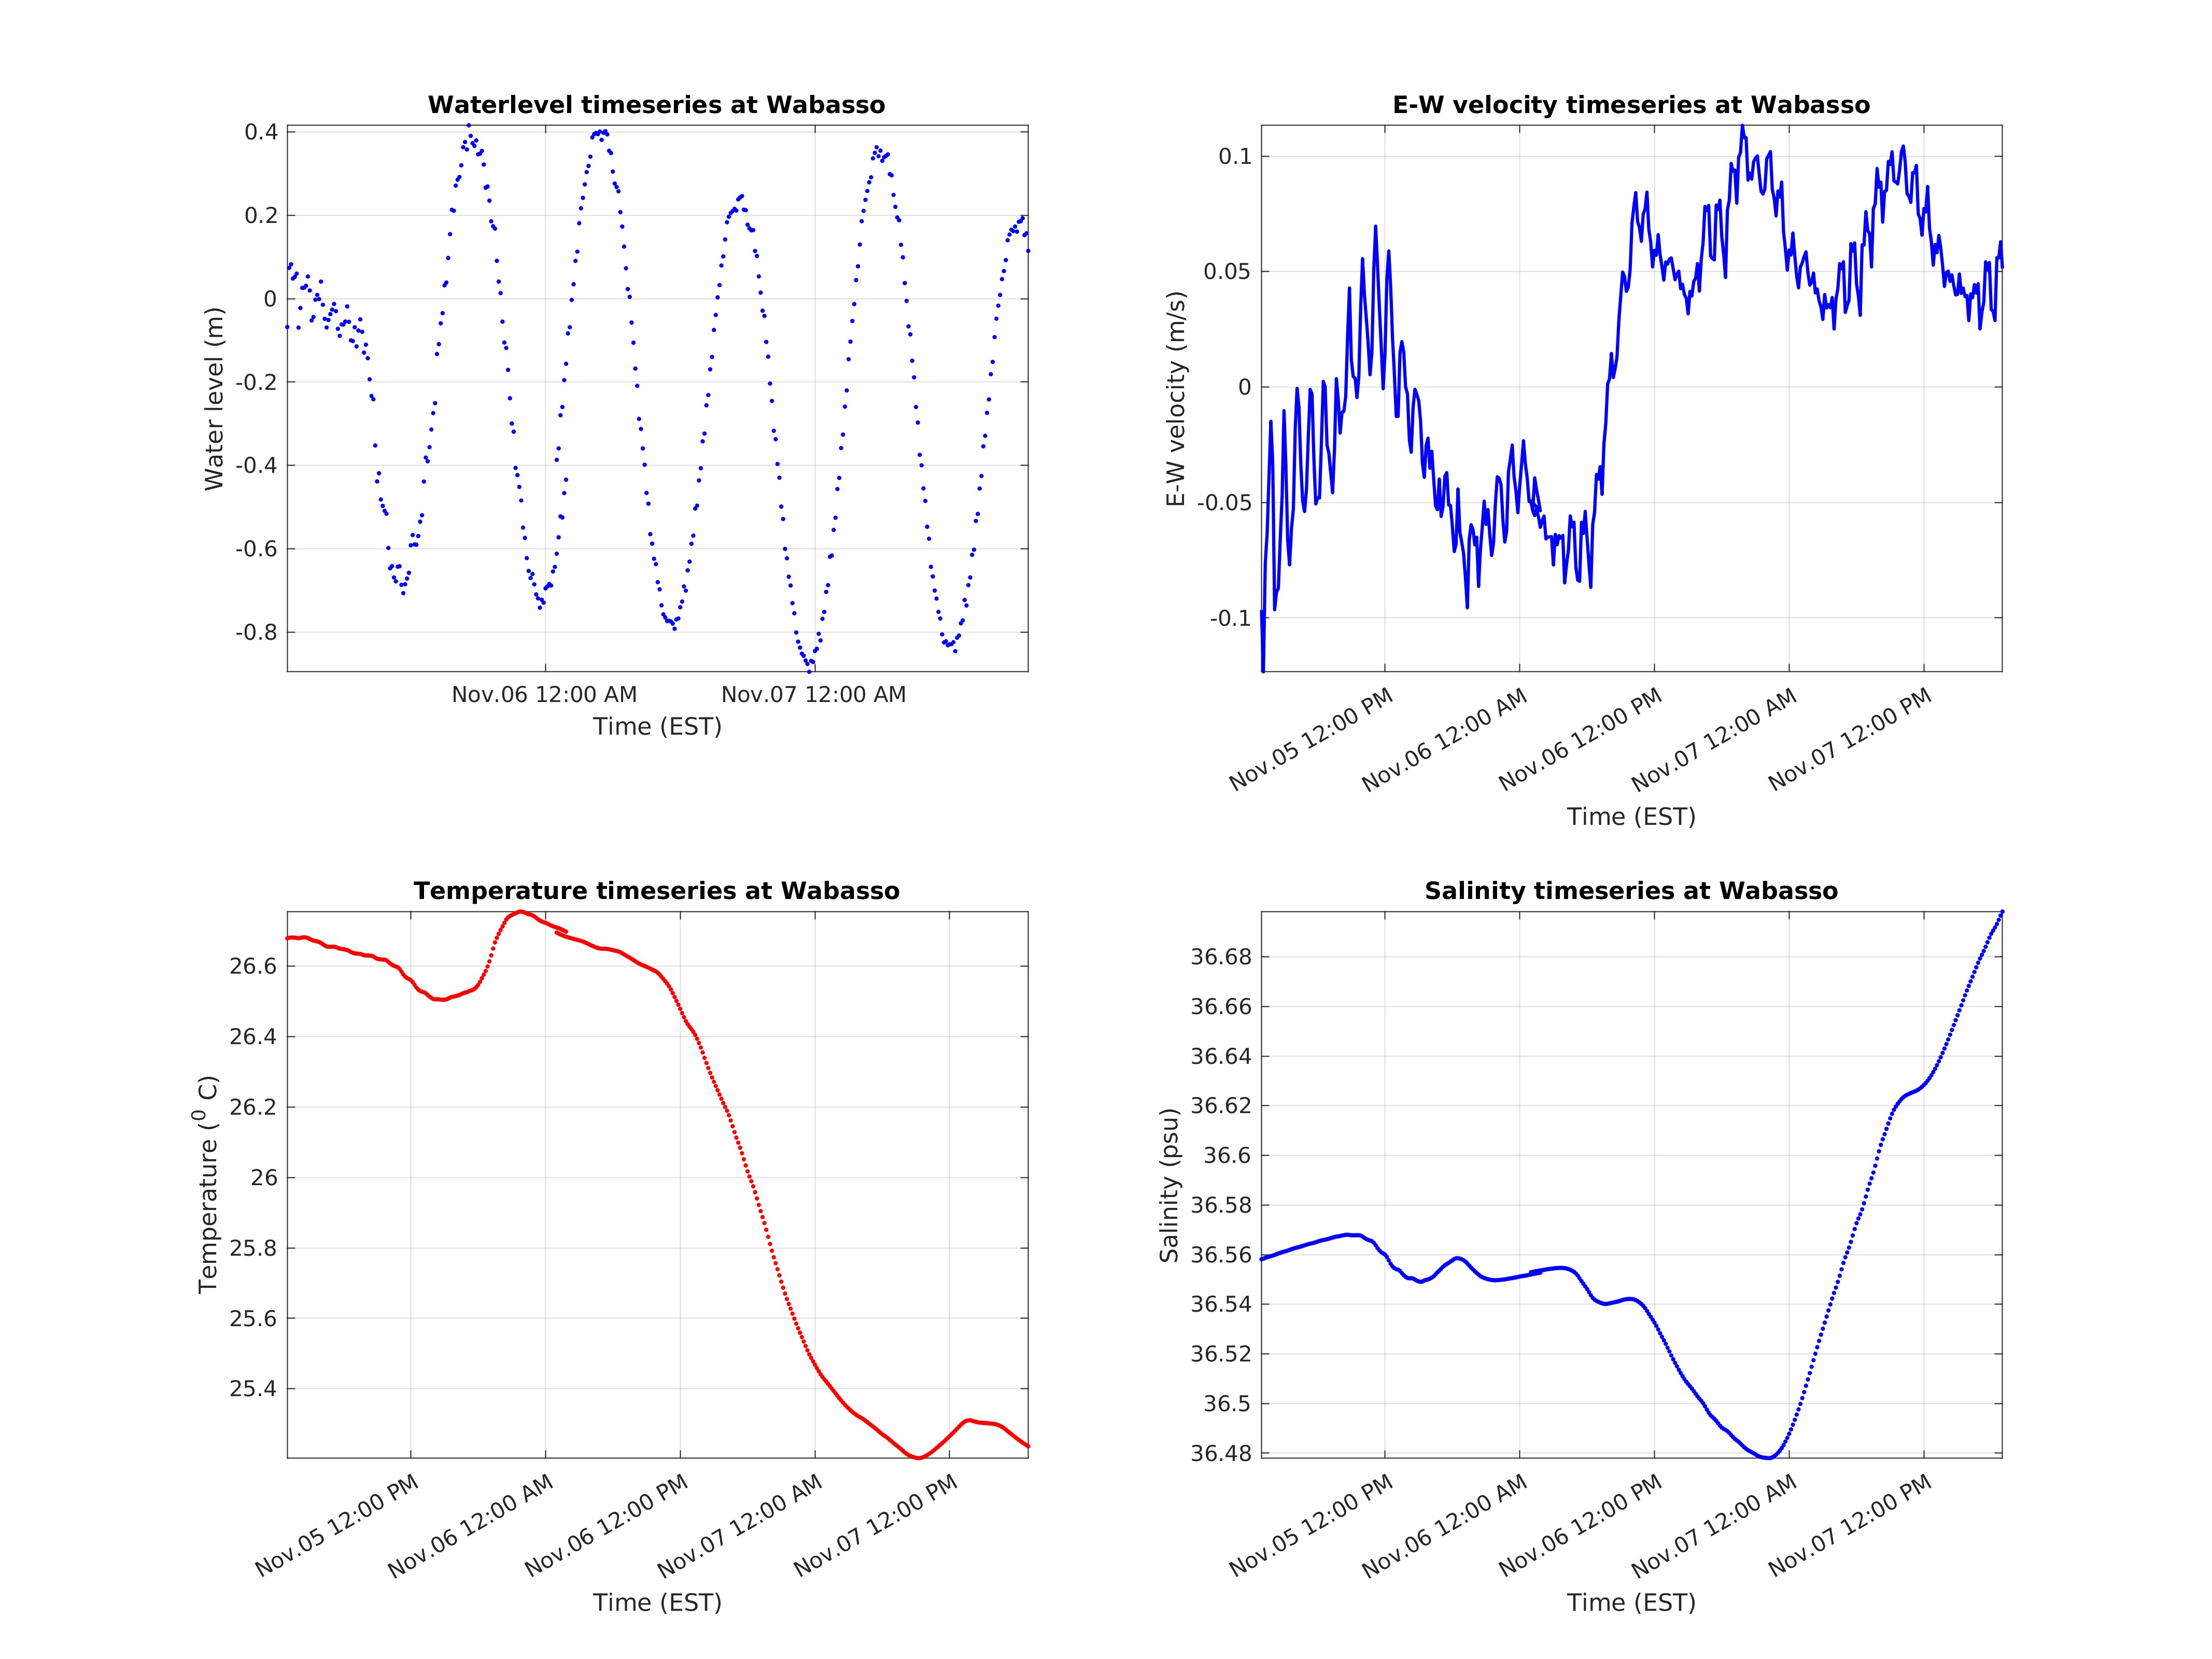 Waterlevel timeseries at Wabasso
0.4
0.2
0
-0.2
-0.4
-0.6
-0.8
Water level (m)
Nov.06 12:00 AM
Nov.07 12:00 AM
Time (EST)
E-W velocity timeseries at Wabasso
0.1
0.05
0
-0.05
-0.1
E-W velocity (m/s)
Nov.05 12:00 PM
Nov.06 12:00 AM
Nov.06 12:00 PM
Nov.07 12:00 AM
Nov.07 12:00 PM
Time (EST)
Temperature timeseries at Wabasso
26.6
26.4
26.2
26
25.8
25.6
25.4
Temperature (⁰ C)
Nov.05 12:00 PM
Nov.06 12:00 AM
Nov.06 12:00 PM
Nov.07 12:00 AM
Nov.07 12:00 PM
Time (EST)
Salinity timeseries at Wabasso
36.68
36.66
36.64
36.62
36.6
36.58
36.56
36.54
36.52
36.5
36.48
Salinity (psu)
Nov.05 12:00 PM
Nov.06 12:00 AM
Nov.06 12:00 PM
Nov.07 12:00 AM
Nov.07 12:00 PM
Time (EST)